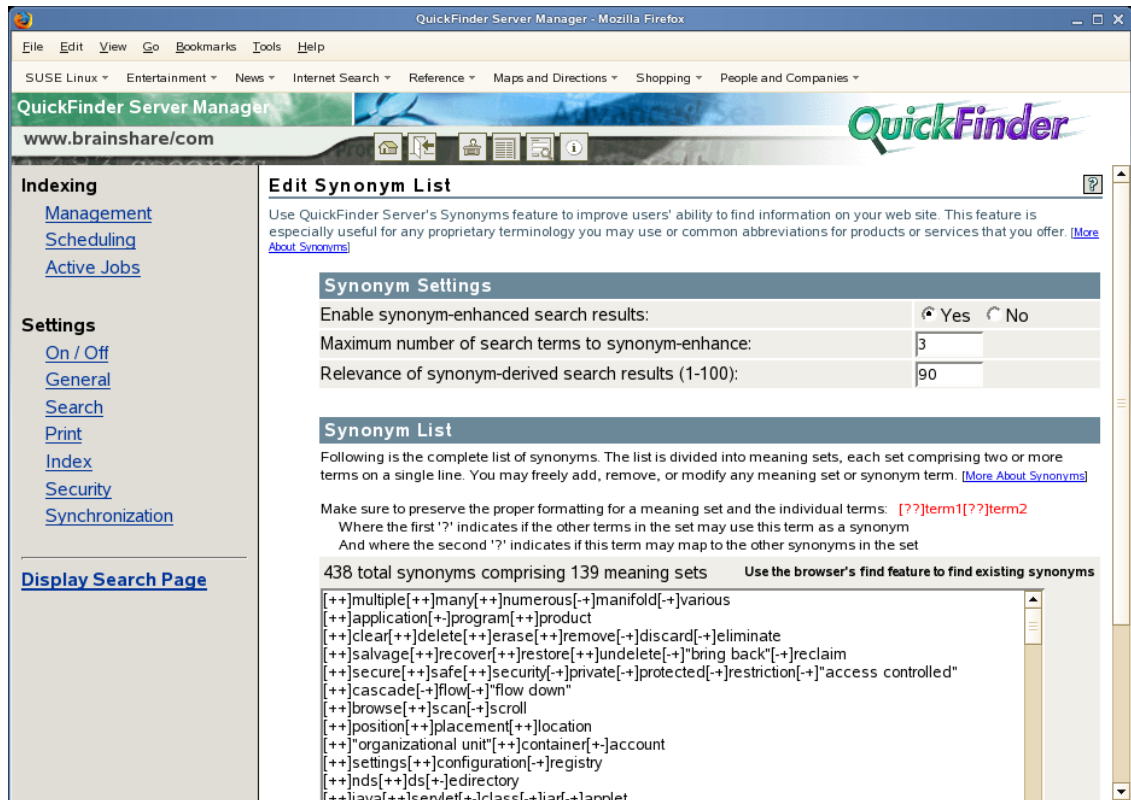 QuickFinder Server Manager - Mozilla Firefox
File Edit View Go Bookmarks Tools Help
SUSE Linux Entertainment News Internet Search Reference Maps and Directions Shopping People and Companies
QuickFinder Server Manager
Advanced Se
QuickFinder
www.brainshare/com
Indexing
Management
Scheduling
Active Jobs
Settings
On / Off
General
Search
Print
Index
Security
Synchronization
Display Search Page
Edit Synonym List
Use QuickFinder Server's Synonyms feature to improve users' ability to find information on your web site. This feature is
especially useful for any proprietary terminology you may use or common abbreviations for products or services that you offer. [More
About Synonyms]
Synonym Settings
Enable synonym-enhanced search results: Yes No
Maximum number of search terms to synonym-enhance: 3
Relevance of synonym-derived search results (1-100): 90
Synonym List
Following is the complete list of synonyms. The list is divided into meaning sets, each set comprising two or more
terms on a single line. You may freely add, remove, or modify any meaning set or synonym term. [More About Synonyms]
Make sure to preserve the proper formatting for a meaning set and the individual terms: [??]term1[??]term2
Where the first '?' indicates if the other terms in the set may use this term as a synonym
And where the second '?' indicates if this term may map to the other synonyms in the set
438 total synonyms comprising 139 meaning sets Use the browser's find feature to find existing synonyms
[++]multiple[++]many[++]numerous[-+]manifold[-+]various
[++]application[+-]program[++]product
[++]clear[++]delete[++]erase[++]remove[-+]discard[-+]eliminate
[++]salvage[++]recover[++]restore[++]undelete[-+]"bring back"[-+]reclaim
[++]secure[++]safe[++]security[-+]private[-+]protected[-+]restriction[-+]"access controlled"
[++]cascade[-+]flow[-+]"flow down"
[++]browse[++]scan[-+]scroll
[++]position[++]placement[++]location
[++]"organizational unit"[++]container[+-]account
[++]settings[++]configuration[-+]registry
[++]nds[++]ds[+-]edirectory
[++]java[++]servlet[+-]class[-+]jar[-+]applet